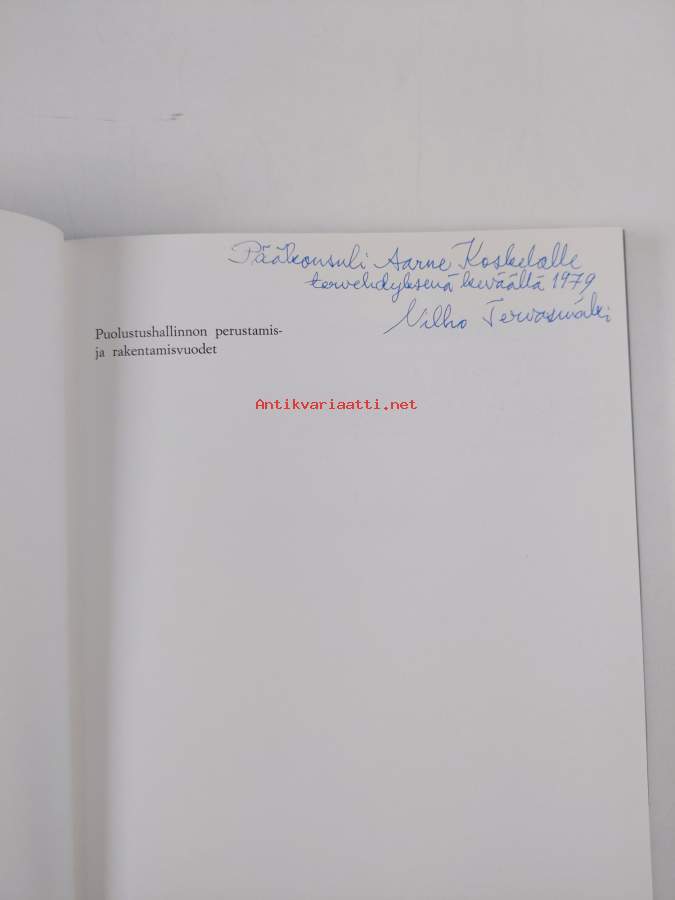 Pääkonsuli Aarne Koskelalle
tervehdyksenä keväällä 1979
Vilho Tervasmäki
Puolustushallinnon perustamis-
ja rakentamisvuodet
Antikvariaatti.net